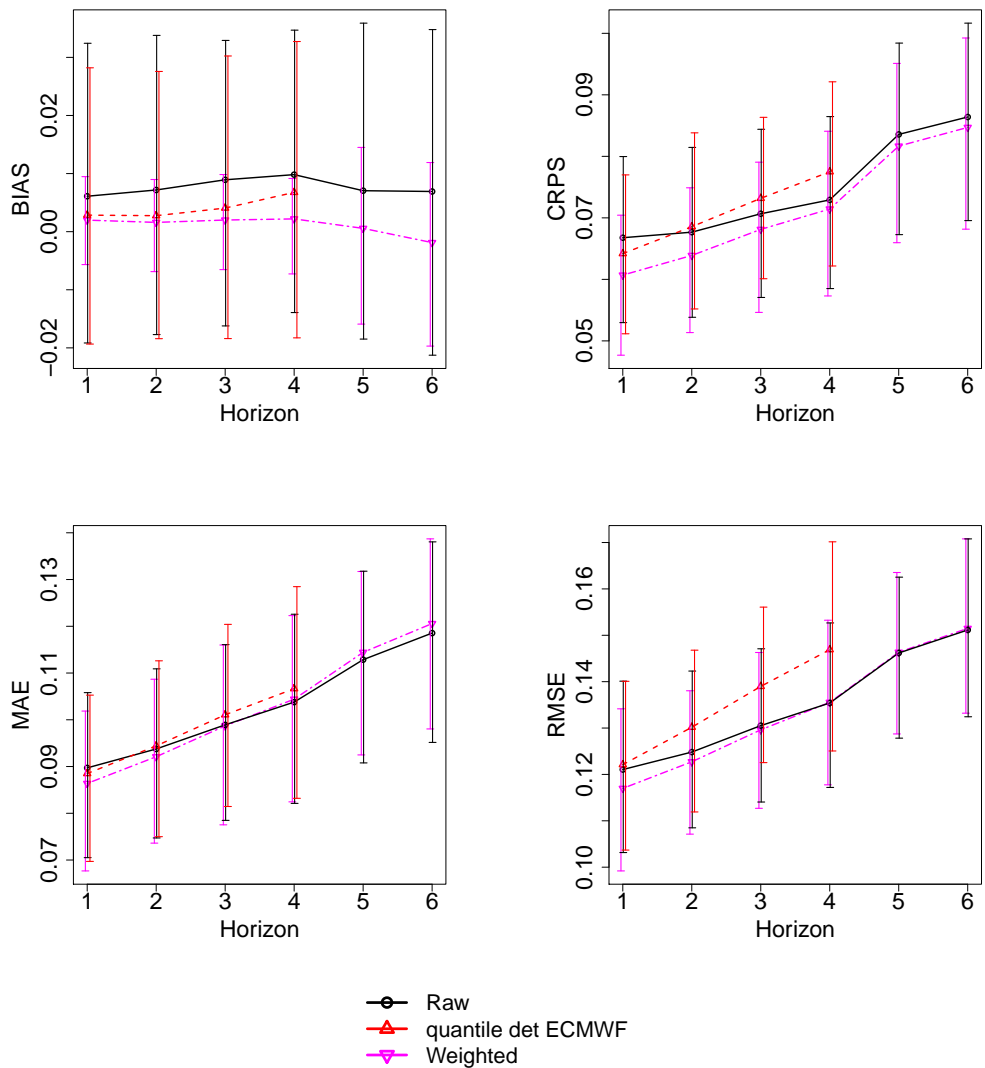 BIAS
0.02
0.00
−0.02
1 2 3 4 5 6
Horizon
CRPS
0.09
0.07
0.05
1 2 3 4 5 6
Horizon
MAE
0.13
0.11
0.09
0.07
1 2 3 4 5 6
Horizon
RMSE
0.16
0.14
0.12
0.10
1 2 3 4 5 6
Horizon
Raw
quantile det ECMWF
Weighted